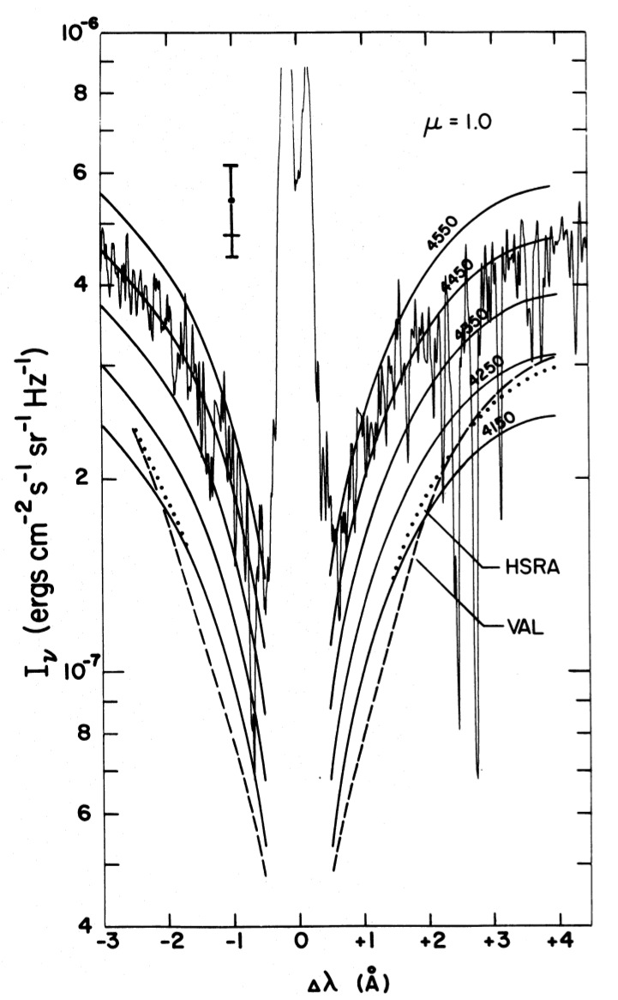 10⁻⁶
8
μ = 1.0
6
4550
4
4450
4350
4250
4150
2
HSRA
VAL
10⁻⁷
8
6
4
-3 -2 -1 0 +1 +2 +3 +4
Δλ (Å)
I_ν (ergs cm⁻² s⁻¹ sr⁻¹ Hz⁻¹)